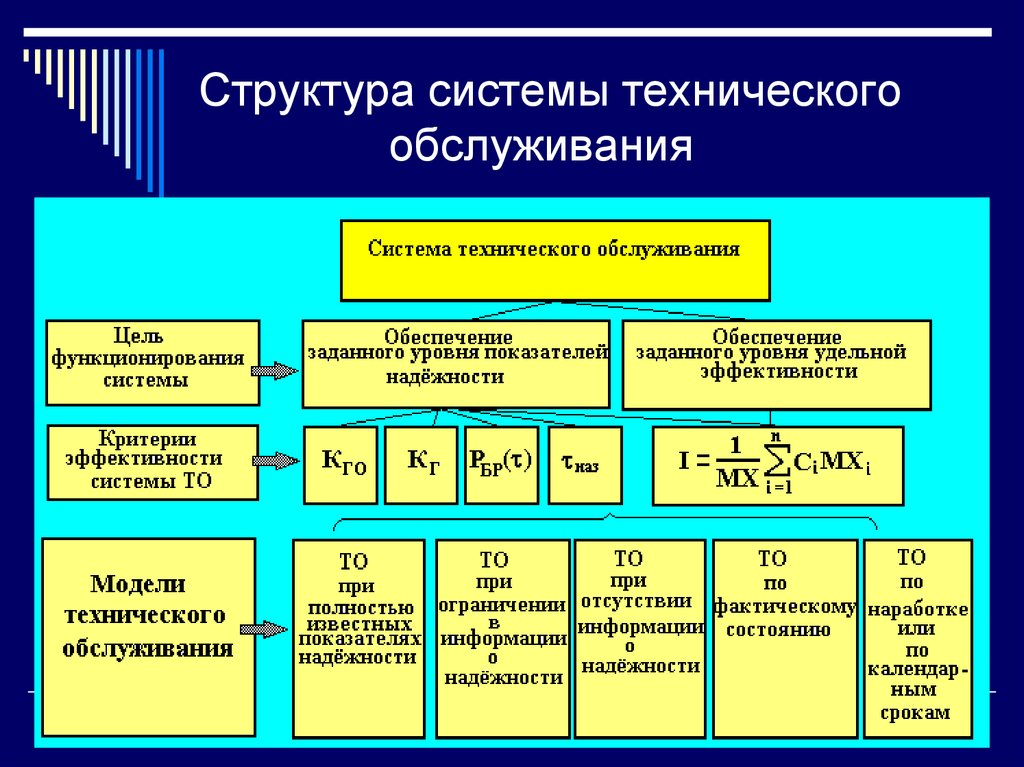 Структура системы технического
обслуживания
Система технического обслуживания
Цель
функционирования
системы
Обеспечение
заданного уровня показателей
надёжности
Обеспечение
заданного уровня удельной
эффективности
Критерии
эффективности
системы ТО
КГО
КГ
РБР(τ)
τназ
I = 1/MX ∑ i=1 n Ci MXi
Модели
технического
обслуживания
ТО
при
полностью
известных
показателях
надёжности
ТО
при
ограничении
в
информации
о
надёжности
ТО
при
отсутствии
информации
о
надёжности
ТО
по
фактическому
состоянию
ТО
по
наработке
или
по
календар-
ным
срокам